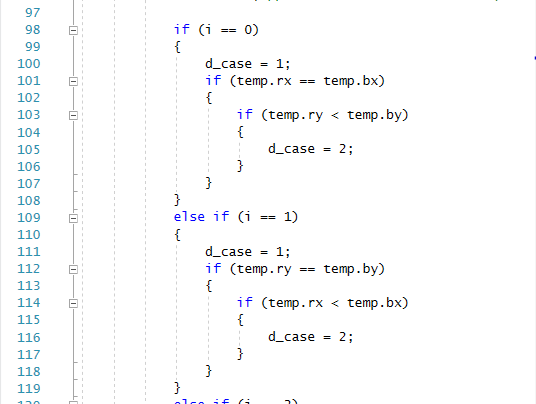 97
98 if (i == 0)
99 {
100 d_case = 1;
101 if (temp.rx == temp.bx)
102 {
103 if (temp.ry < temp.by)
104 {
105 d_case = 2;
106 }
107 }
108 }
109 else if (i == 1)
110 {
111 d_case = 1;
112 if (temp.ry == temp.by)
113 {
114 if (temp.rx < temp.bx)
115 {
116 d_case = 2;
117 }
118 }
119 }